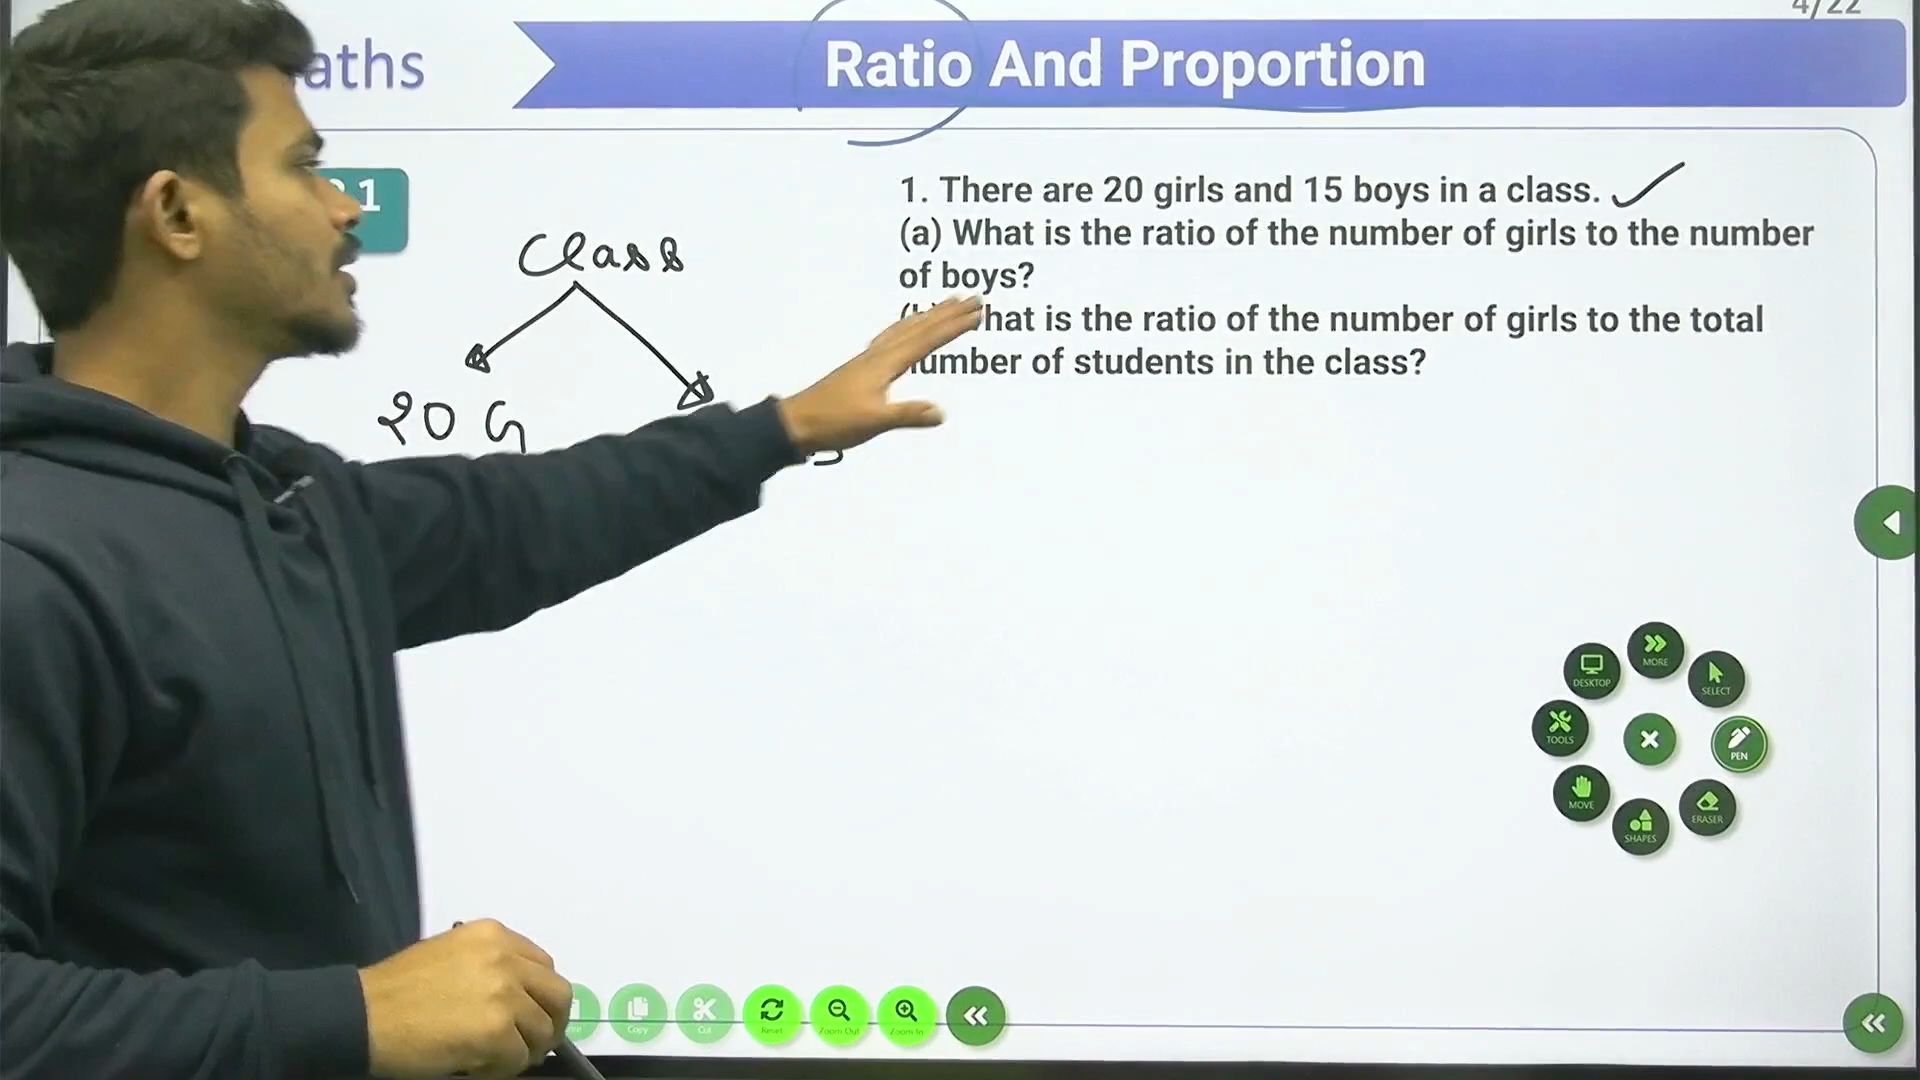 4/22
aths
Ratio And Proportion
1
1. There are 20 girls and 15 boys in a class.
(a) What is the ratio of the number of girls to the number
of boys?
hat is the ratio of the number of girls to the total
number of students in the class?
Class
20 G
MORE
DESKTOP
SELECT
TOOLS
PEN
MOVE
ERASER
SHAPES
Copy
Cut
Reset
Zoom Out
Zoom In